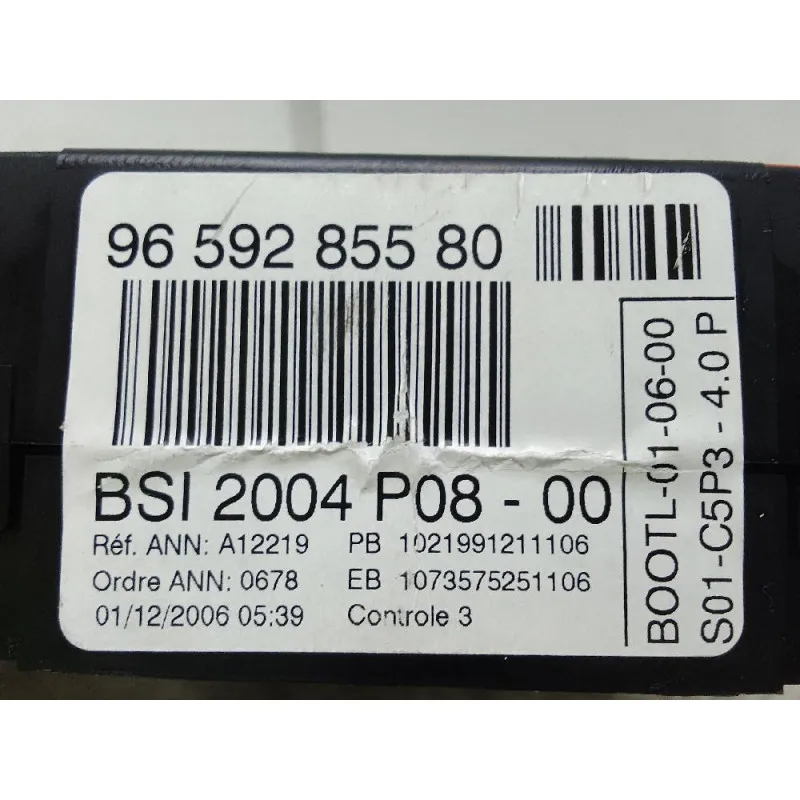 96 592 855 80
BSI 2004 P08 - 00
Réf. ANN: A12219 PB 1021991211106
Ordre ANN: 0678 EB 1073575251106
01/12/2006 05:39 Controle 3
BOOTL-01-06-00
S01-C5P3 - 4.0 P